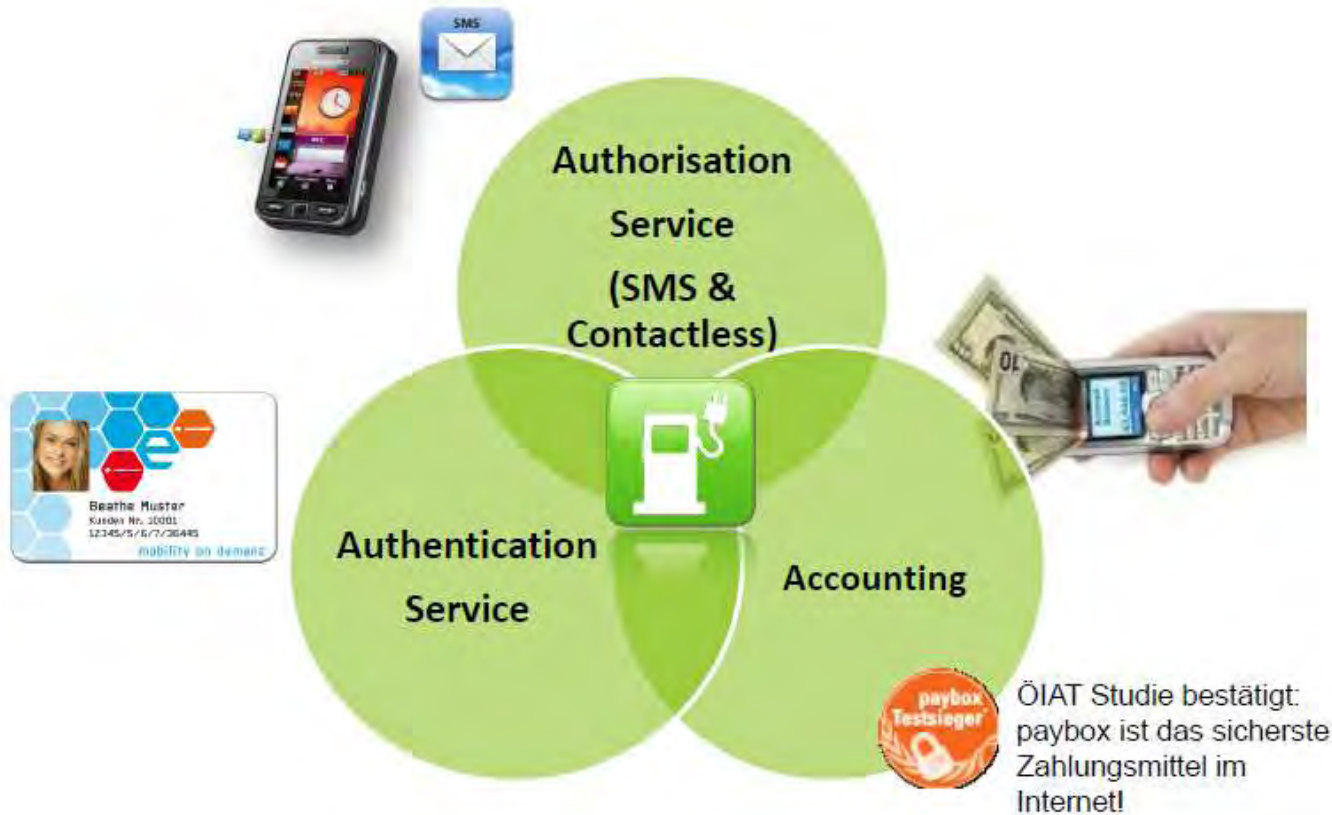 SMS
Authorisation
Service
(SMS &
Contactless)
10
Beathe Muster
Kunden Nr. 10001
12345/5/6/7/36445
mobility on demand
Authentication
Service
Accounting
paybox
Testsieger
ÖIAT Studie bestätigt:
paybox ist das sicherste
Zahlungsmittel im
Internet!